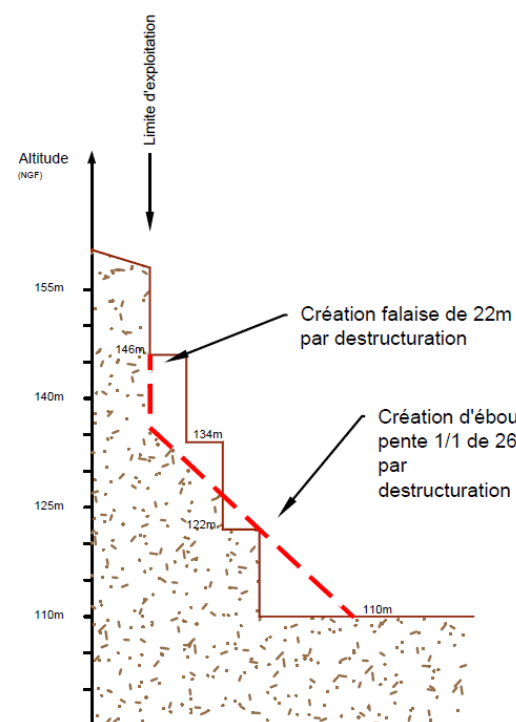 Limite d'exploitation
Altitude
(NGF)
155m
Création falaise de 22m
par destructuration
146m
140m
Création d'ébou
pente 1/1 de 26
par
destructuration
134m
125m
122m
110m
110m